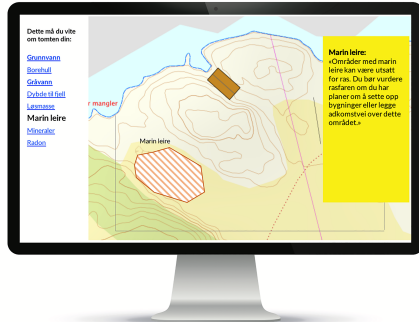 Dette må du vite
om tomten din:
Grunnvann
Borehull
Gråvann
Dybde til fjell
Løsmasse
Marin leire
Mineraler
Radon
r mangler
Marin leire
Marin leire:
«Områder med marin
leire kan være utsatt
for ras. Du bør vurdere
rasfaren om du har
planer om å sette opp
bygninger eller legge
adkomstvei over dette
området.»